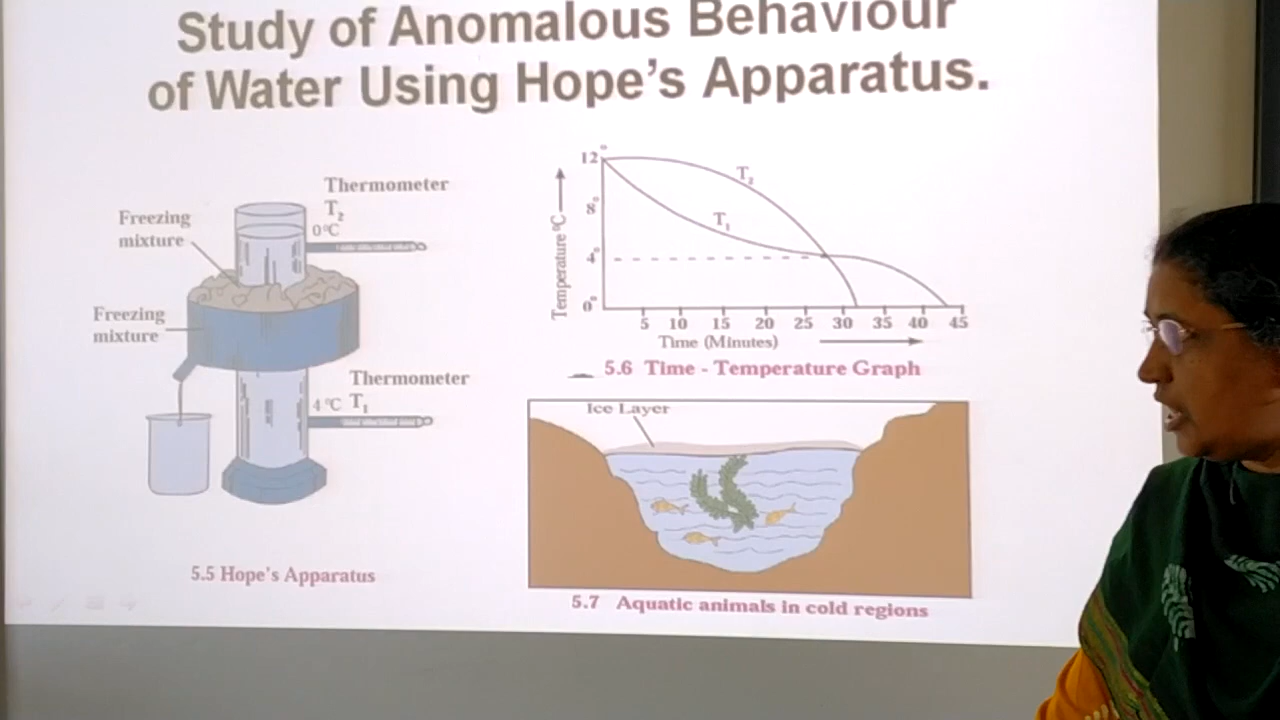 Study of Anomalous Behaviour
of Water Using Hope's Apparatus.
Thermometer
T₂
0°C
Freezing
mixture
Freezing
mixture
Thermometer
4°C T₁
5.5 Hope's Apparatus
12°
8°
4°
0°
Temperature °C
T₂
T₁
5 10 15 20 25 30 35 40 45
Time (Minutes)
5.6 Time - Temperature Graph
Ice Layer
5.7 Aquatic animals in cold regions